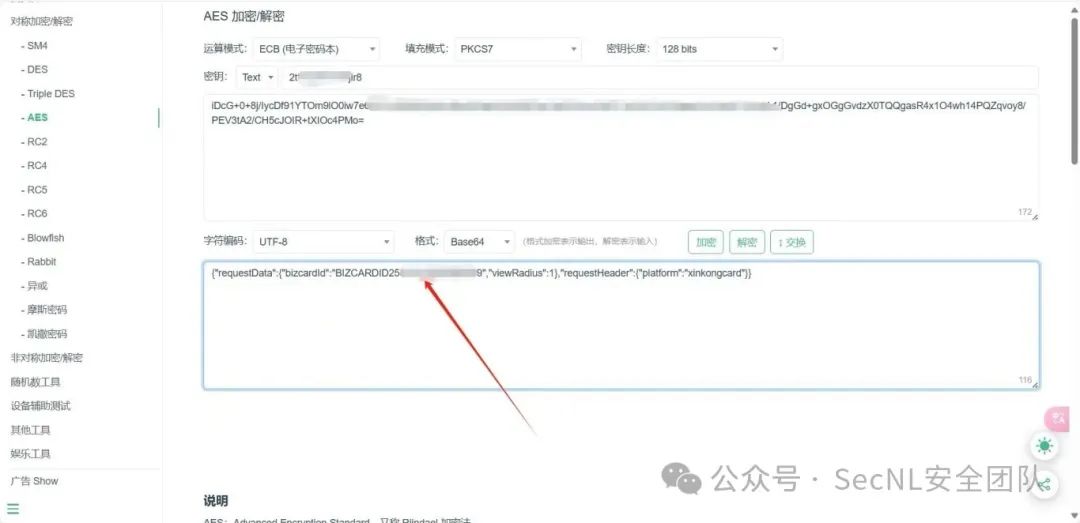 对称加密/解密
- SM4
- DES
- Triple DES
- AES
- RC2
- RC4
- RC5
- RC6
- Blowfish
- Rabbit
- 异或
- 摩斯密码
- 凯撒密码
非对称加密/解密
随机数工具
设备辅助测试
其他工具
娱乐工具
广告 Show
AES 加密/解密
运算模式: ECB (电子密码本) 填充模式: PKCS7 密钥长度: 128 bits
密钥: Text 2t jr8
iDcG+0+8j/IycDf91YTOm9lO0iw7e6 /DgGd+gxOGgGvdzX0TQQgasR4x1O4wh14PQZqvoy8/
PEV3tA2/CH5cJOIR+tXlOc4PMo=
172
字符编码: UTF-8 格式: Base64 (格式加密表示输出，解密表示输入) 加密 解密 ↕ 交换
{"requestData":{"bizcardId":"BIZCARDID25 9","viewRadius":1},"requestHeader":{"platform":"xinkongcard"}}
116
公众号 · SecNL安全团队
说明
AES：Advanced Encryption Standard，又称 Rijndael 加密法